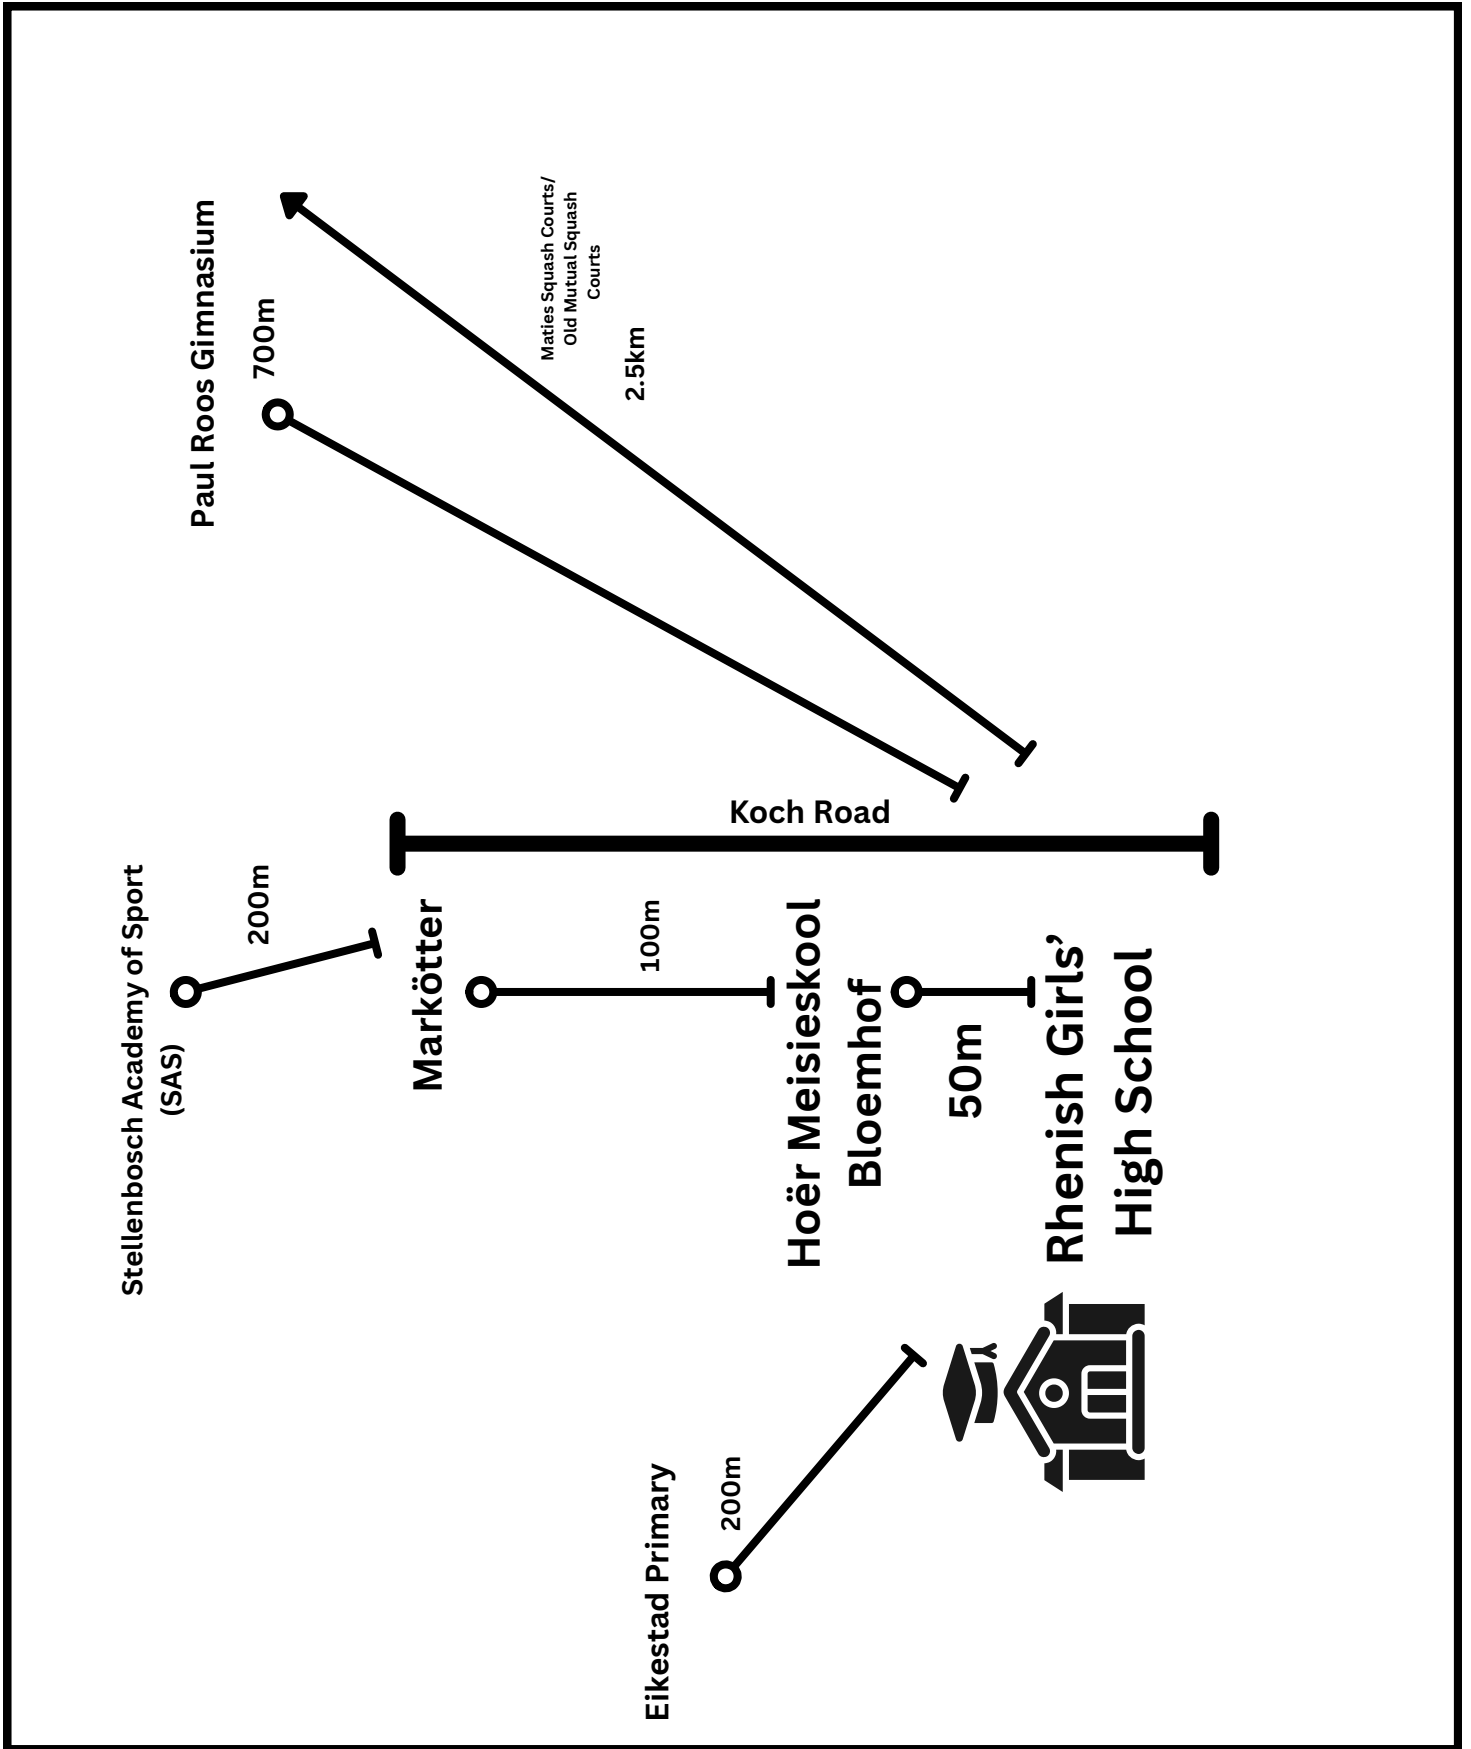 Stellenbosch Academy of Sport
(SAS)
200m
Paul Roos Gimnasium
700m
Maties Squash Courts/
Old Mutual Squash
Courts
2.5km
Koch Road
Markötter
100m
Hoër Meisieskool
Bloemhof
50m
Rhenish Girls’
High School
Eikestad Primary
200m